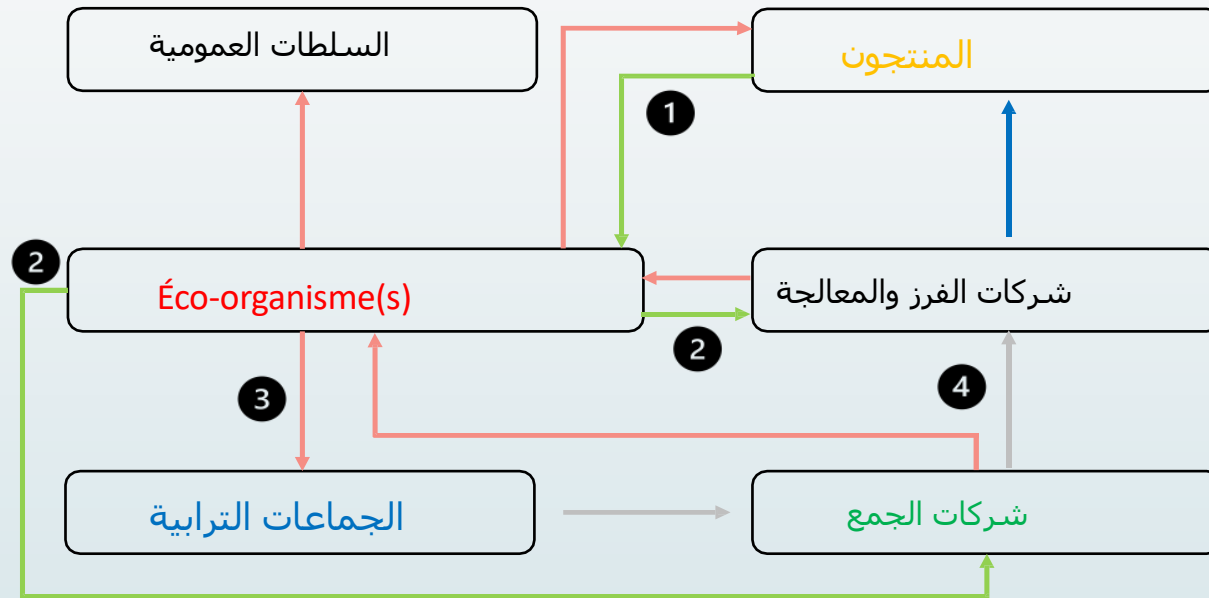 السلطات العمومية
المنتجون
1
2
Éco-organisme(s)
شركات الفرز والمعالجة
2
3
4
الجماعات الترابية
شركات الجمع